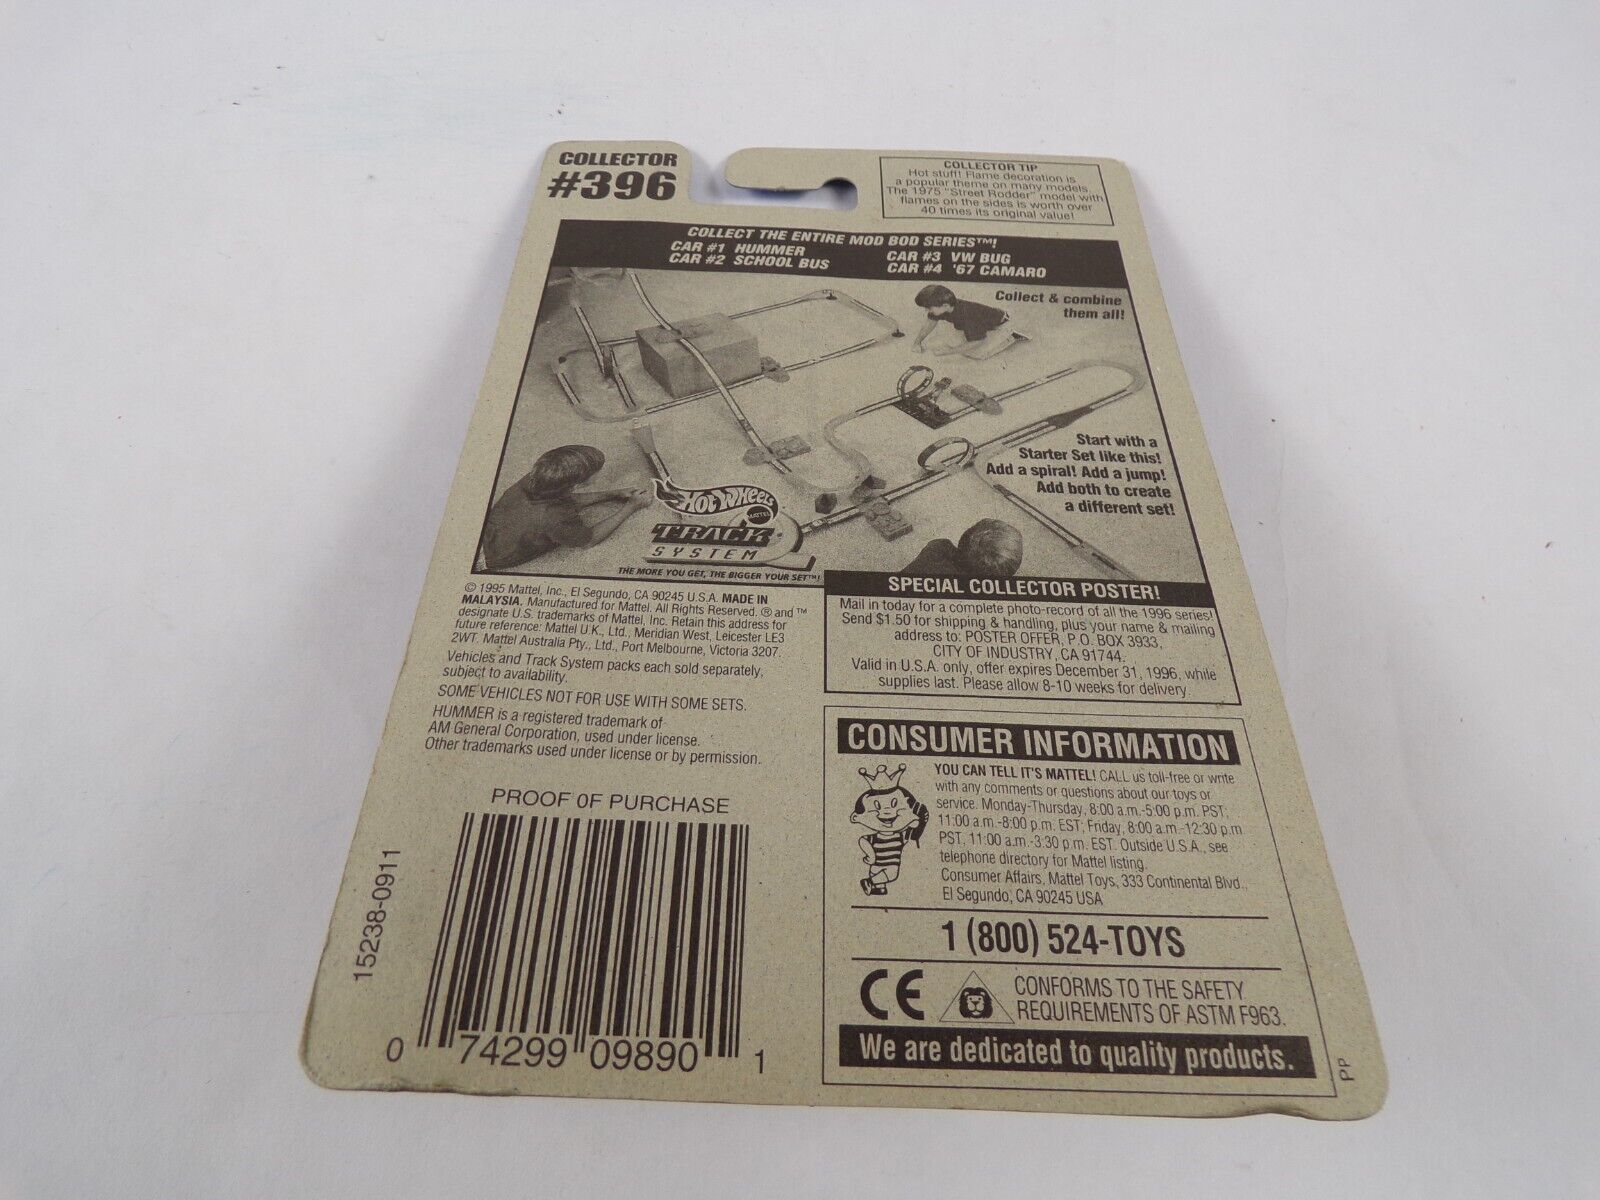 COLLECTOR
#396
COLLECTOR TIP
Hot stuff! Flame decoration is
a popular theme on many models.
The 1975 "Street Rodder" model with
flames on the sides is worth over
40 times its original value!
COLLECT THE ENTIRE MOD BOD SERIES™!
CAR #1 HUMMER
CAR #2 SCHOOL BUS
CAR #3 VW BUG
CAR #4 '67 CAMARO
Collect & combine
them all!
Start with a
Starter Set like this!
Add a spiral! Add a jump!
Add both to create
a different set!
HOT WHEELS
MATTEL
TRACK
SYSTEM
THE MORE YOU GET, THE BIGGER YOUR SET™!
© 1995 Mattel, Inc., El Segundo, CA 90245 U.S.A. MADE IN
MALAYSIA. Manufactured for Mattel. All Rights Reserved. ® and ™
designate U.S. trademarks of Mattel, Inc. Retain this address for
future reference: Mattel U.K., Ltd., Meridian West, Leicester LE3
2WT. Mattel Australia Pty., Ltd., Port Melbourne, Victoria 3207.
Vehicles and Track System packs each sold separately,
subject to availability.
SOME VEHICLES NOT FOR USE WITH SOME SETS.
HUMMER is a registered trademark of
AM General Corporation, used under license.
Other trademarks used under license or by permission.
SPECIAL COLLECTOR POSTER!
Mail in today for a complete photo-record of all the 1996 series!
Send $1.50 for shipping & handling, plus your name & mailing
address to: POSTER OFFER, P.O. BOX 3933,
CITY OF INDUSTRY, CA 91744.
Valid in U.S.A. only, offer expires December 31, 1996, while
supplies last. Please allow 8-10 weeks for delivery.
CONSUMER INFORMATION
YOU CAN TELL IT'S MATTEL! CALL us toll-free or write
with any comments or questions about our toys or
service. Monday-Thursday, 8:00 a.m.-5:00 p.m. PST;
11:00 a.m.-8:00 p.m. EST; Friday, 8:00 a.m.-12:30 p.m.
PST, 11:00 a.m.-3:30 p.m. EST. Outside U.S.A., see
telephone directory for Mattel listing.
Consumer Affairs, Mattel Toys, 333 Continental Blvd.,
El Segundo, CA 90245 USA
1 (800) 524-TOYS
CE
CONFORMS TO THE SAFETY
REQUIREMENTS OF ASTM F963.
We are dedicated to quality products.
PP
PROOF OF PURCHASE
15238-0911
0 74299 09890 1